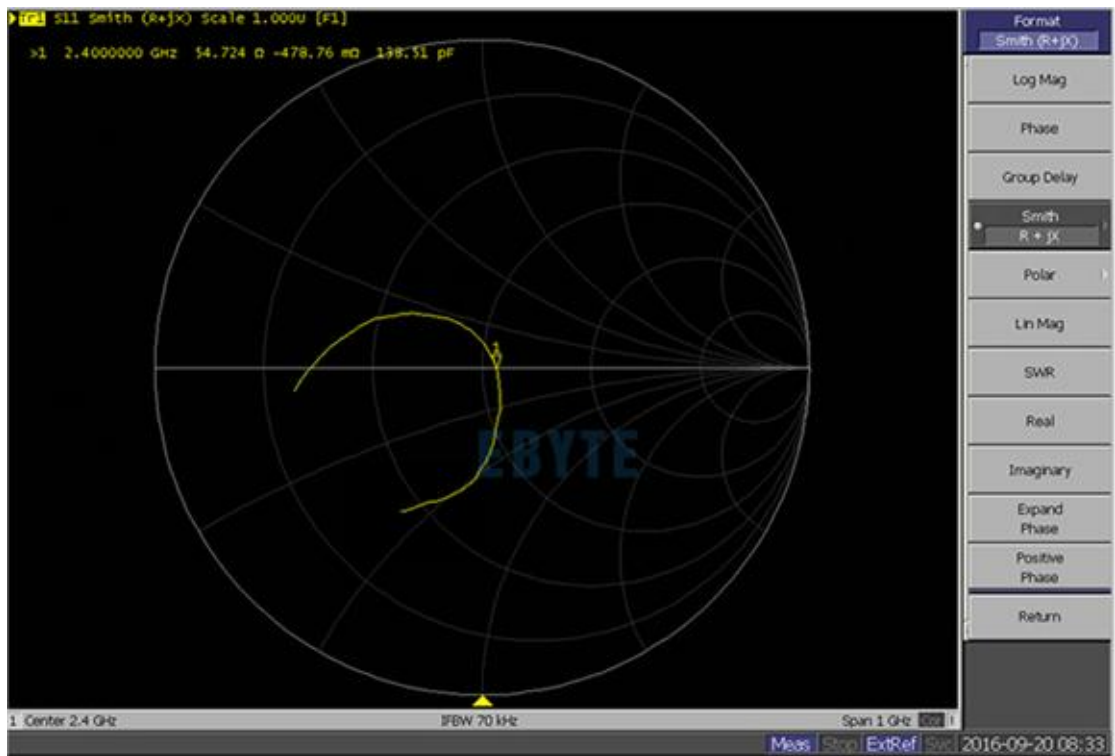 Tr1 S11 Smith (R+jX) Scale 1.000U [F1]
>1 2.4000000 GHz 54.724 Ω -478.76 mΩ 138.51 pF
1
EBYTE
1 Center 2.4 GHz IFBW 70 kHz Span 1 GHz Cor !
Meas Stop ExtRef Svc 2016-09-20 08:33
Format
Smith (R+jX)
Log Mag
Phase
Group Delay
Smith
R + jX
Polar
Lin Mag
SWR
Real
Imaginary
Expand
Phase
Positive
Phase
Return